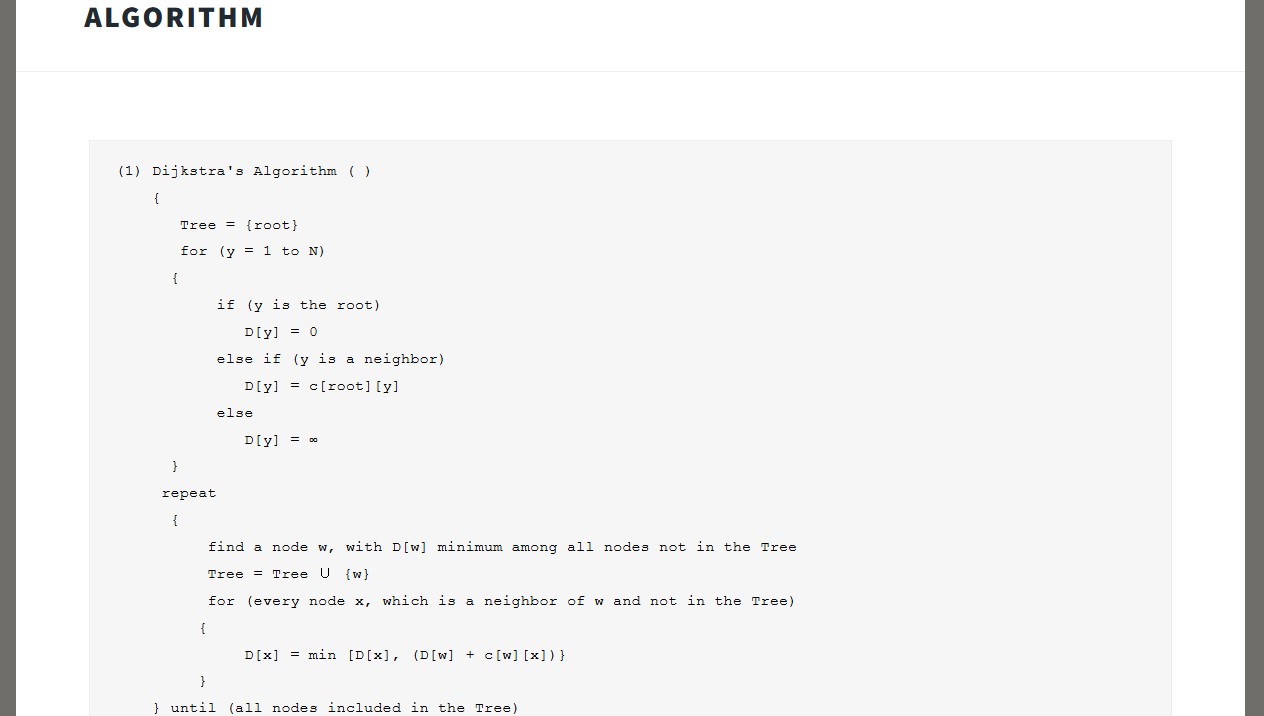 ALGORITHM
(1) Dijkstra's Algorithm ( )
{
Tree = {root}
for (y = 1 to N)
{
if (y is the root)
D[y] = 0
else if (y is a neighbor)
D[y] = c[root][y]
else
D[y] = ∞
}
repeat
{
find a node w, with D[w] minimum among all nodes not in the Tree
Tree = Tree ∪ {w}
for (every node x, which is a neighbor of w and not in the Tree)
{
D[x] = min [D[x], (D[w] + c[w][x])}
}
} until (all nodes included in the Tree)